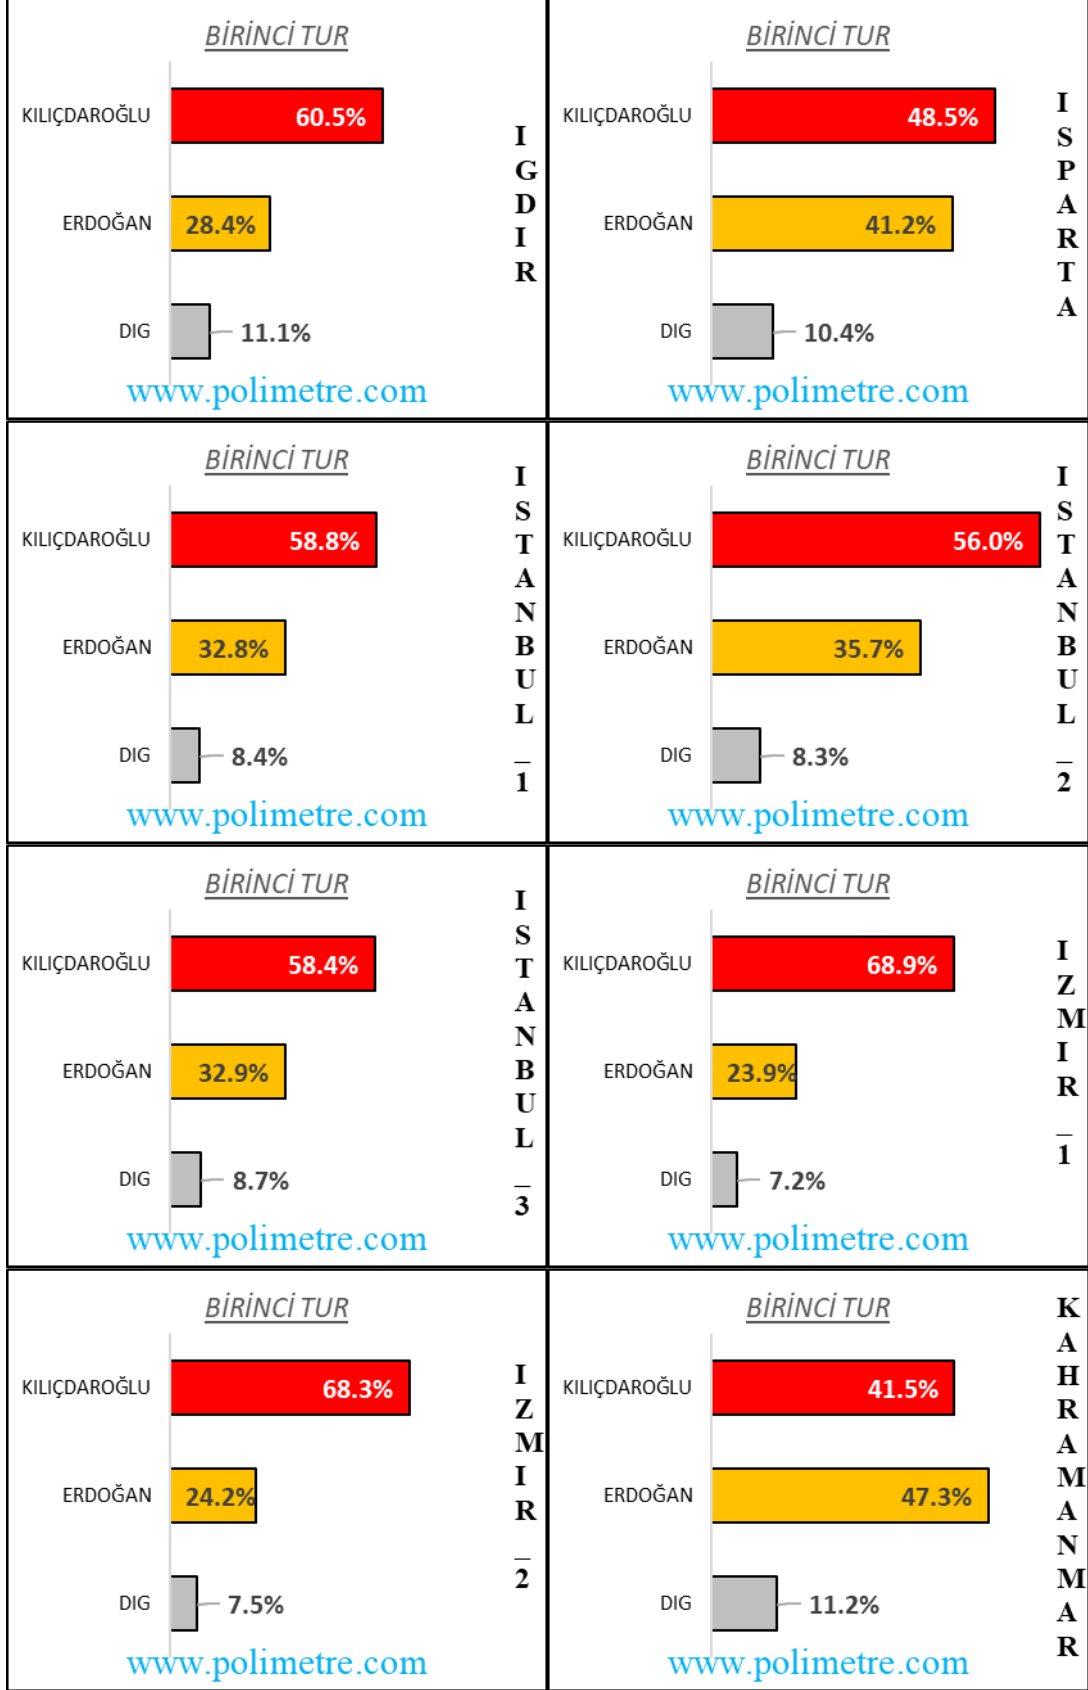 BİRİNCİ TUR
KILIÇDAROĞLU 60.5%
ERDOĞAN 28.4%
DIG 11.1%
www.polimetre.com
IGDIR
BİRİNCİ TUR
KILIÇDAROĞLU 48.5%
ERDOĞAN 41.2%
DIG 10.4%
www.polimetre.com
ISPARTA
BİRİNCİ TUR
KILIÇDAROĞLU 58.8%
ERDOĞAN 32.8%
DIG 8.4%
www.polimetre.com
ISTANBUL_1
BİRİNCİ TUR
KILIÇDAROĞLU 56.0%
ERDOĞAN 35.7%
DIG 8.3%
www.polimetre.com
ISTANBUL_2
BİRİNCİ TUR
KILIÇDAROĞLU 58.4%
ERDOĞAN 32.9%
DIG 8.7%
www.polimetre.com
ISTANBUL_3
BİRİNCİ TUR
KILIÇDAROĞLU 68.9%
ERDOĞAN 23.9%
DIG 7.2%
www.polimetre.com
IZMIR_1
BİRİNCİ TUR
KILIÇDAROĞLU 68.3%
ERDOĞAN 24.2%
DIG 7.5%
www.polimetre.com
IZMIR_2
BİRİNCİ TUR
KILIÇDAROĞLU 41.5%
ERDOĞAN 47.3%
DIG 11.2%
www.polimetre.com
KAHRAMANMAR